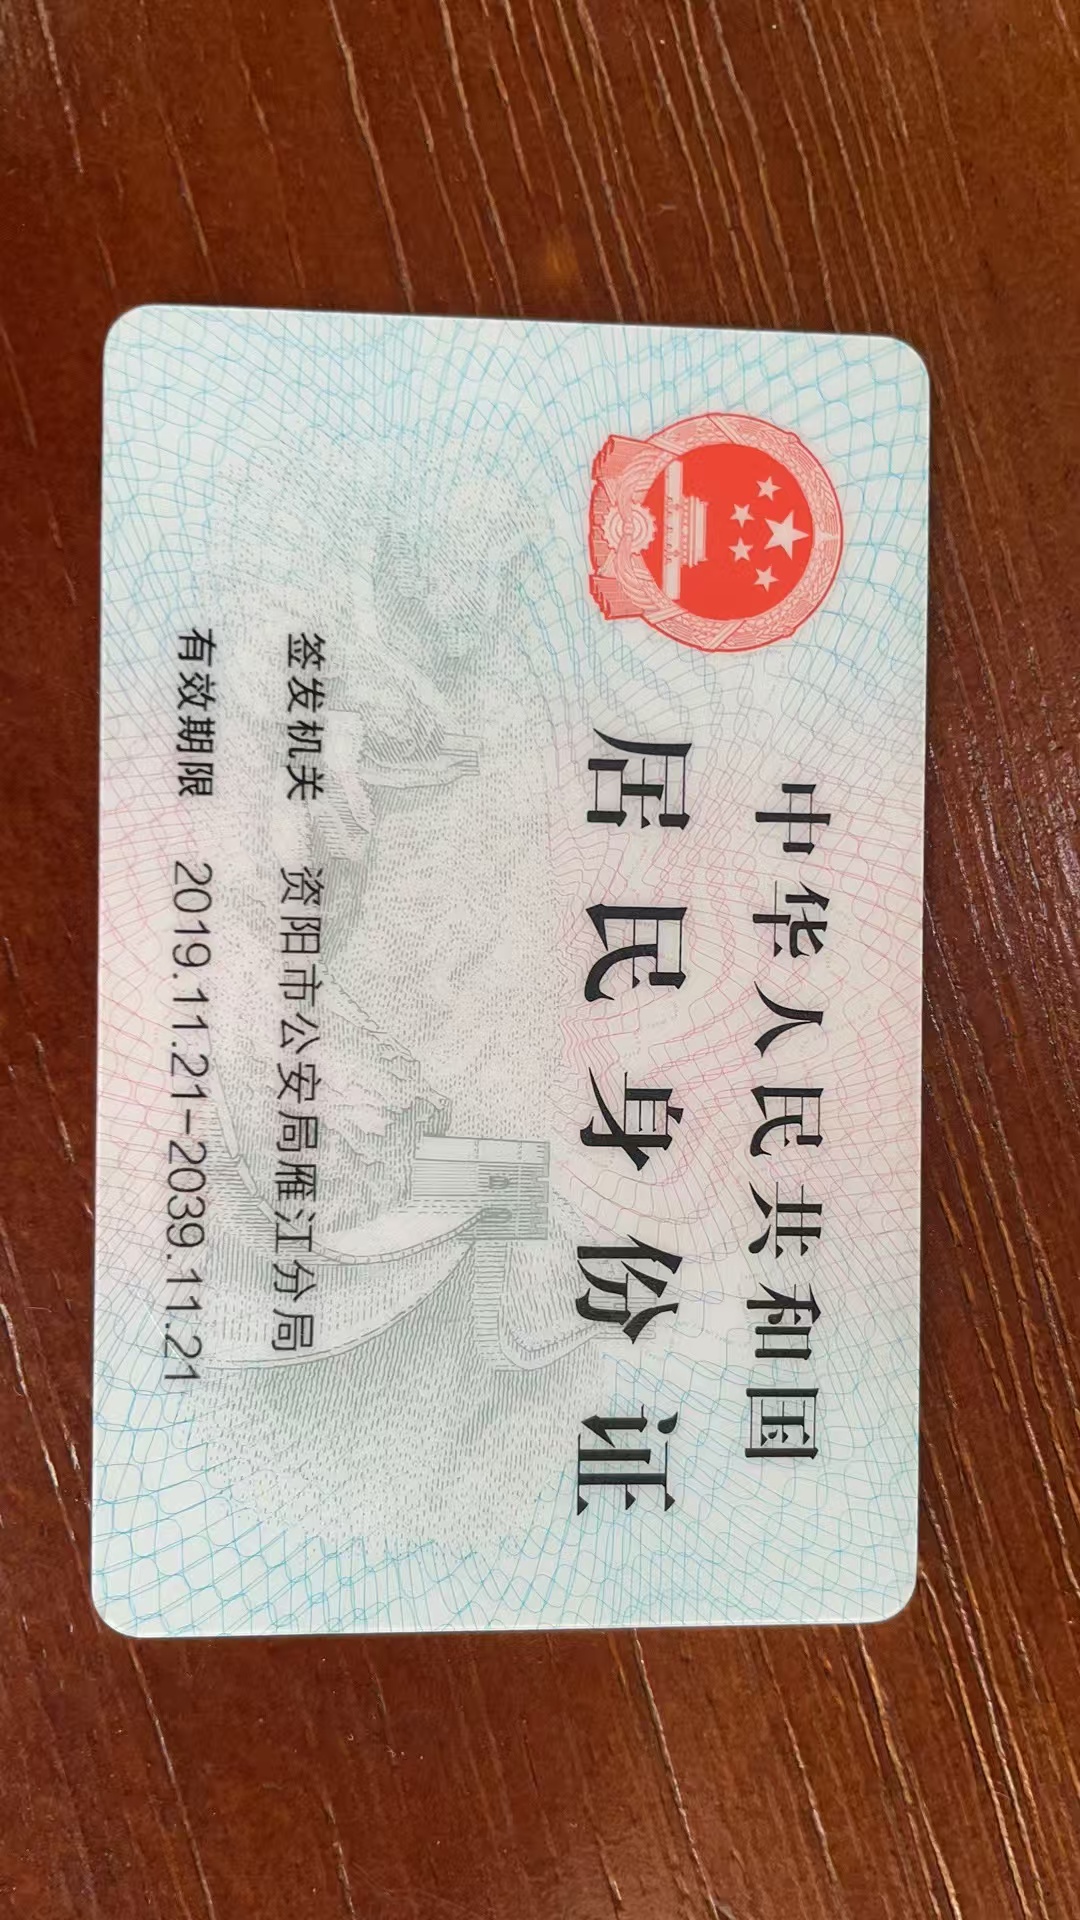 中华人民共和国
居民身份证
签发机关 资阳市公安局雁江分局
有效期限 2019.11.21-2039.11.21